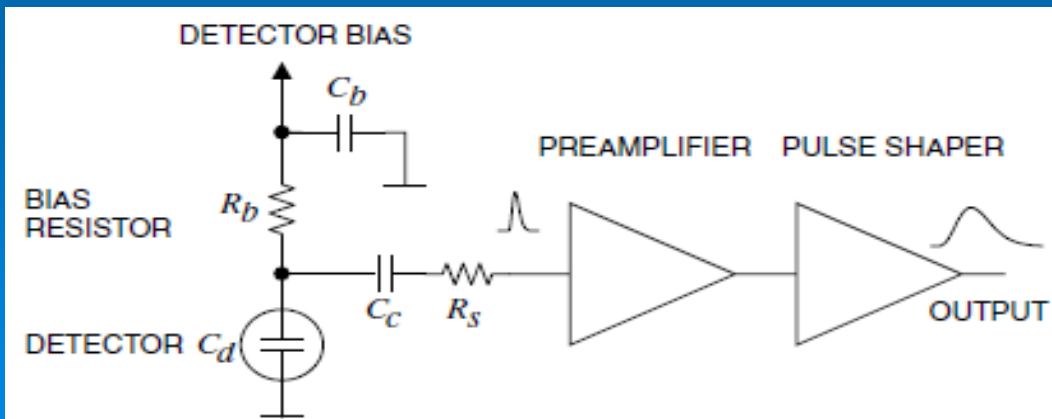 DETECTOR BIAS
Cb
PREAMPLIFIER PULSE SHAPER
BIAS
RESISTOR
Rb
Cc Rs
OUTPUT
DETECTOR Cd